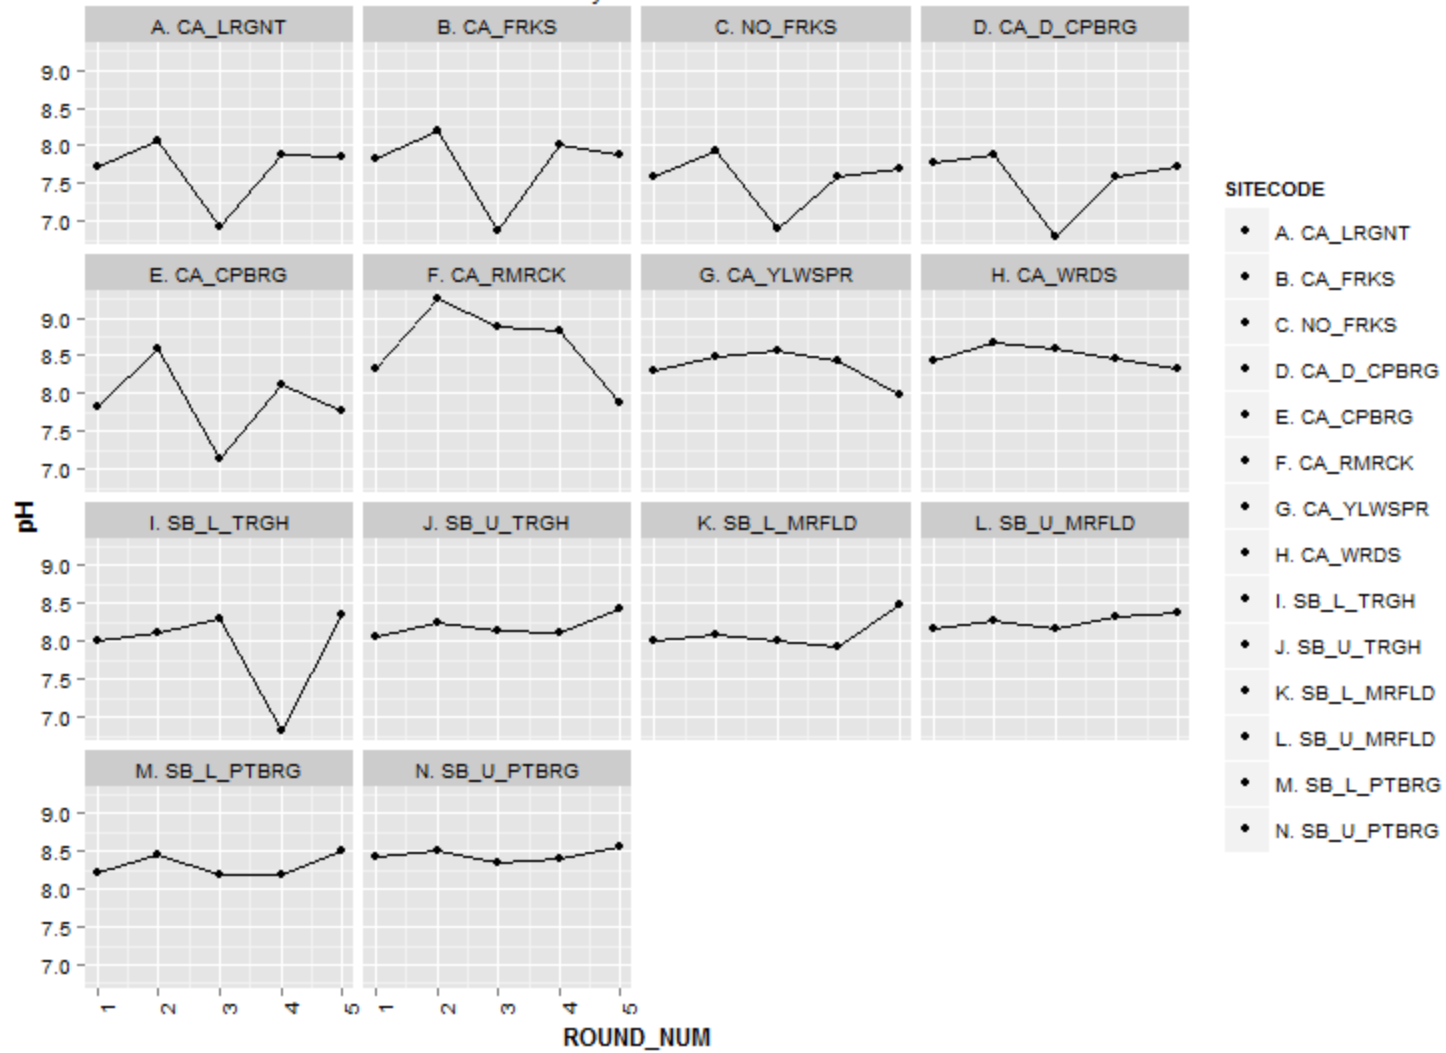 A. CA_LRGNT
B. CA_FRKS
C. NO_FRKS
D. CA_D_CPBRG
9.0
8.5
8.0
7.5
7.0
E. CA_CPBRG
F. CA_RMRCK
G. CA_YLWSPR
H. CA_WRDS
9.0
8.5
8.0
7.5
7.0
I. SB_L_TRGH
J. SB_U_TRGH
K. SB_L_MRFLD
L. SB_U_MRFLD
9.0
8.5
8.0
7.5
7.0
M. SB_L_PTBRG
N. SB_U_PTBRG
9.0
8.5
8.0
7.5
7.0
pH
1 2 3 4 5
1 2 3 4 5
ROUND_NUM
SITECODE
A. CA_LRGNT
B. CA_FRKS
C. NO_FRKS
D. CA_D_CPBRG
E. CA_CPBRG
F. CA_RMRCK
G. CA_YLWSPR
H. CA_WRDS
I. SB_L_TRGH
J. SB_U_TRGH
K. SB_L_MRFLD
L. SB_U_MRFLD
M. SB_L_PTBRG
N. SB_U_PTBRG